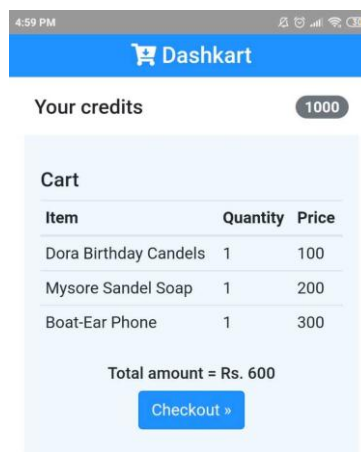 4:59 PM
Dashkart
Your credits 1000
Cart
Item Quantity Price
Dora Birthday Candels 1 100
Mysore Sandel Soap 1 200
Boat-Ear Phone 1 300
Total amount = Rs. 600
Checkout »